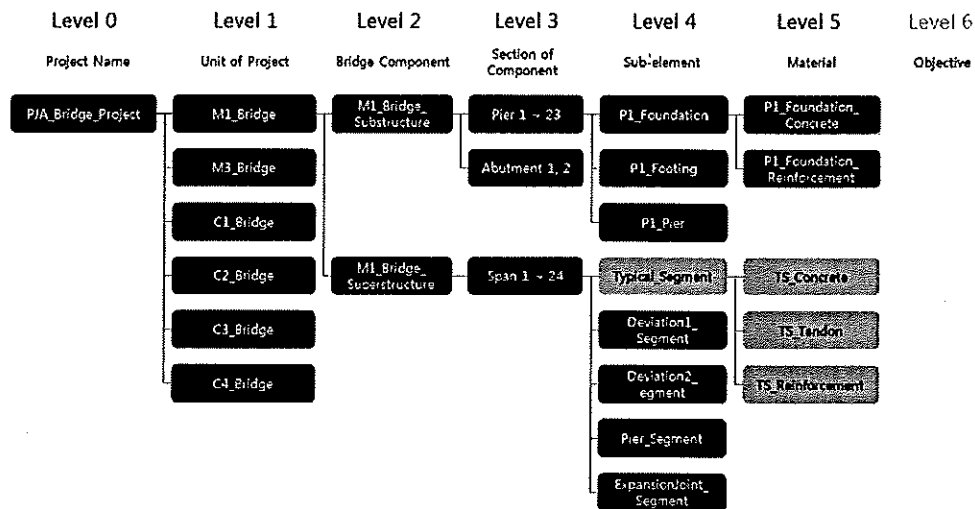 Level 0
Level 1
Level 2
Level 3
Level 4
Level 5
Level 6
Project Name
Unit of Project
Bridge Component
Section of
Component
Sub-element
Material
Objective
PJA_Bridge_Project
M1_Bridge
M1_Bridge_
Substructure
Pier 1 ~ 23
P1_Foundation
P1_Foundation_
Concrete
M3_Bridge
Abutment 1, 2
P1_Footing
P1_Foundation_
Reinforcement
C1_Bridge
P1_Pier
C2_Bridge
M1_Bridge_
Superstructure
Span 1 ~ 24
Typical_Segment
TS_Concrete
C3_Bridge
Deviation1_
Segment
TS_Tendon
C4_Bridge
Deviation2_
egment
TS_Reinforcement
Pier_Segment
ExpansionJoint_
Segment